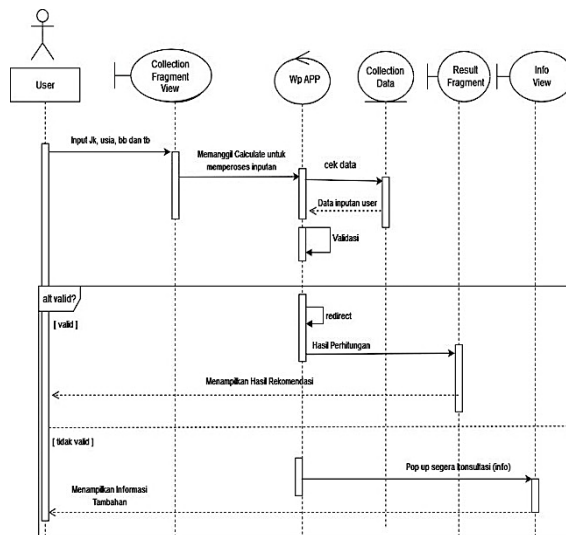 User
Collection
Fragment
View
Wp APP
Collection
Data
Result
Fragment
Info
View
Input Jk, usia, bb dan tb
Memanggil Calculate untuk
memperoses inputan
cek data
Data inputan user
Validasi
alt valid?
[ valid ]
redirect
Hasil Perhitungan
Menampilkan Hasil Rekomendasi
[ tidak valid ]
Pop up segera konsultasi (info)
Menampilkan Informasi
Tambahan